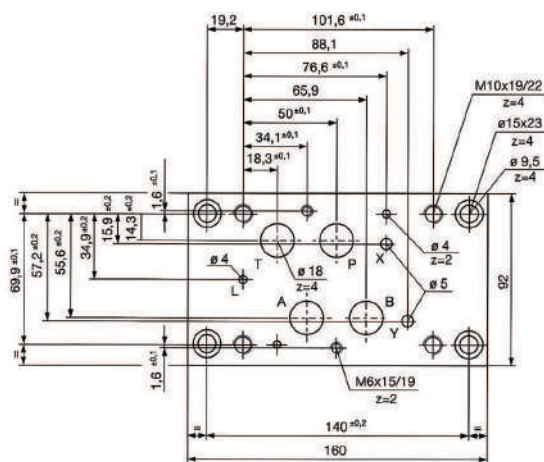 19,2
101,6 ±0,1
88,1
76,6 ±0,1
65,9
50 ±0,1
34,1 ±0,1
18,3 ±0,1
M10x19/22
z=4
ø15x23
z=4
ø 9,5
z=4
=
1,6 ±0,1
15,9 ±0,2
14,3 ±0,2
34,9 ±0,2
55,6 ±0,2
57,2 ±0,2
69,9 ±0,1
=
1,6 ±0,1
T
P
X
ø 4
z=2
ø 4
L
ø 18
z=4
ø 5
A
B
Y
92
M6x15/19
z=2
=
140 ±0,2
=
160